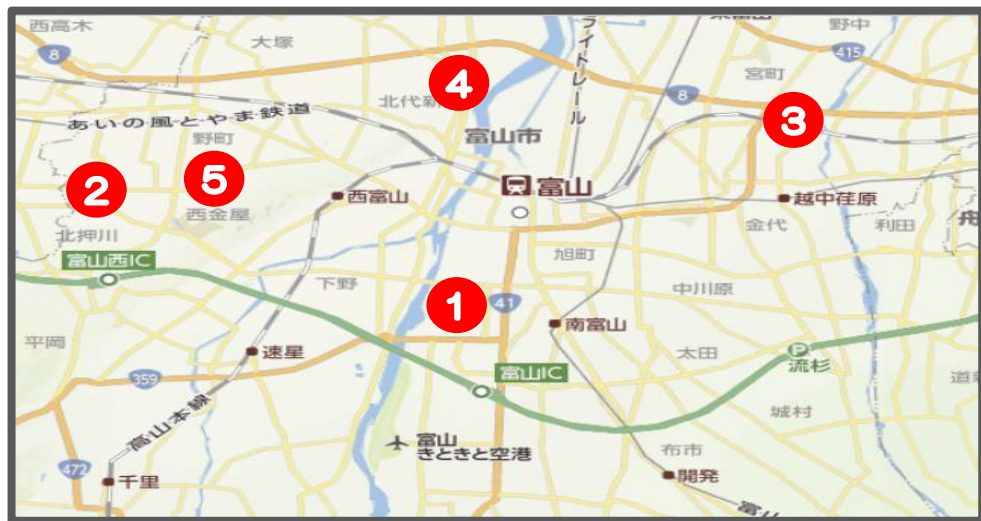 西高木
大塚
ライトレール
野中
415
8
4
宮町
8
北代新
あいの風とやま鉄道
3
野町
富山市
2
5
西富山
富山
越中荏原
西金屋
金代
利田
舟
北押川
旭町
富山西IC
下野
1
41
中川原
南富山
平岡
速星
太田
P
流杉
359
富山IC
城村
高山本線
富山
きときと空港
布市
472
千里
開発
富山